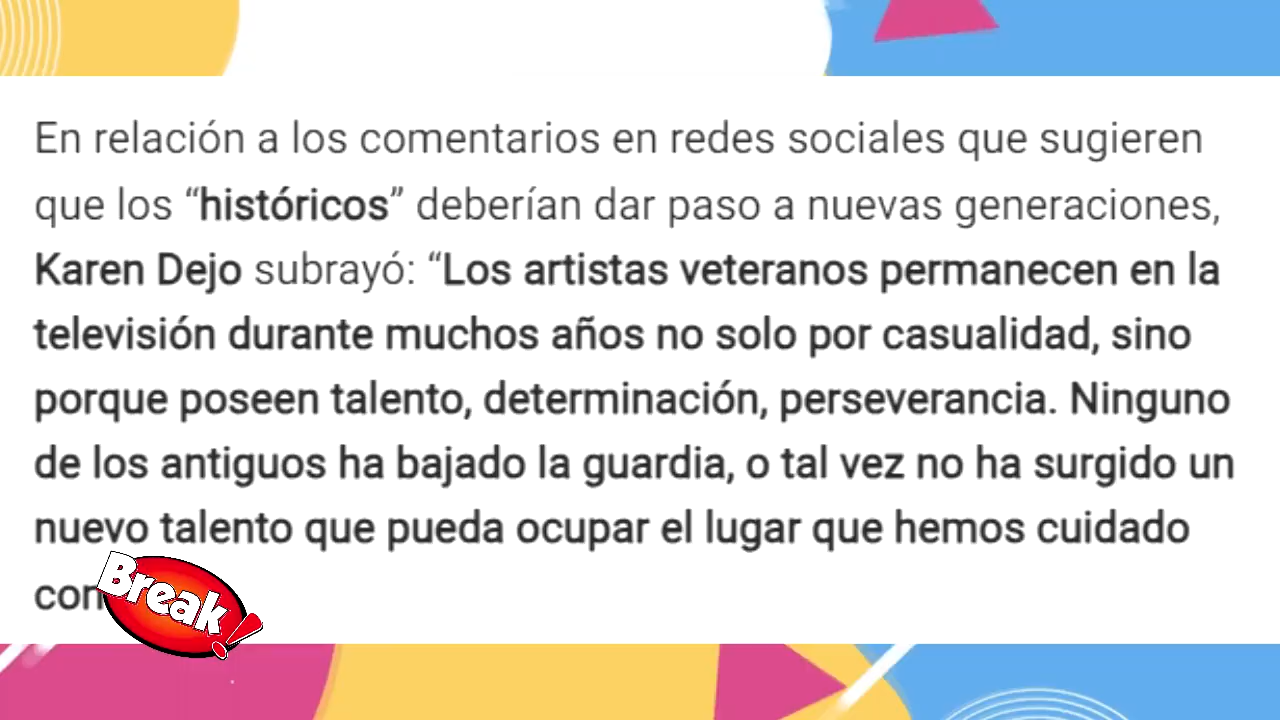 En relación a los comentarios en redes sociales que sugieren
que los “históricos” deberían dar paso a nuevas generaciones,
Karen Dejo subrayó: “Los artistas veteranos permanecen en la
televisión durante muchos años no solo por casualidad, sino
porque poseen talento, determinación, perseverancia. Ninguno
de los antiguos ha bajado la guardia, o tal vez no ha surgido un
nuevo talento que pueda ocupar el lugar que hemos cuidado
Break!